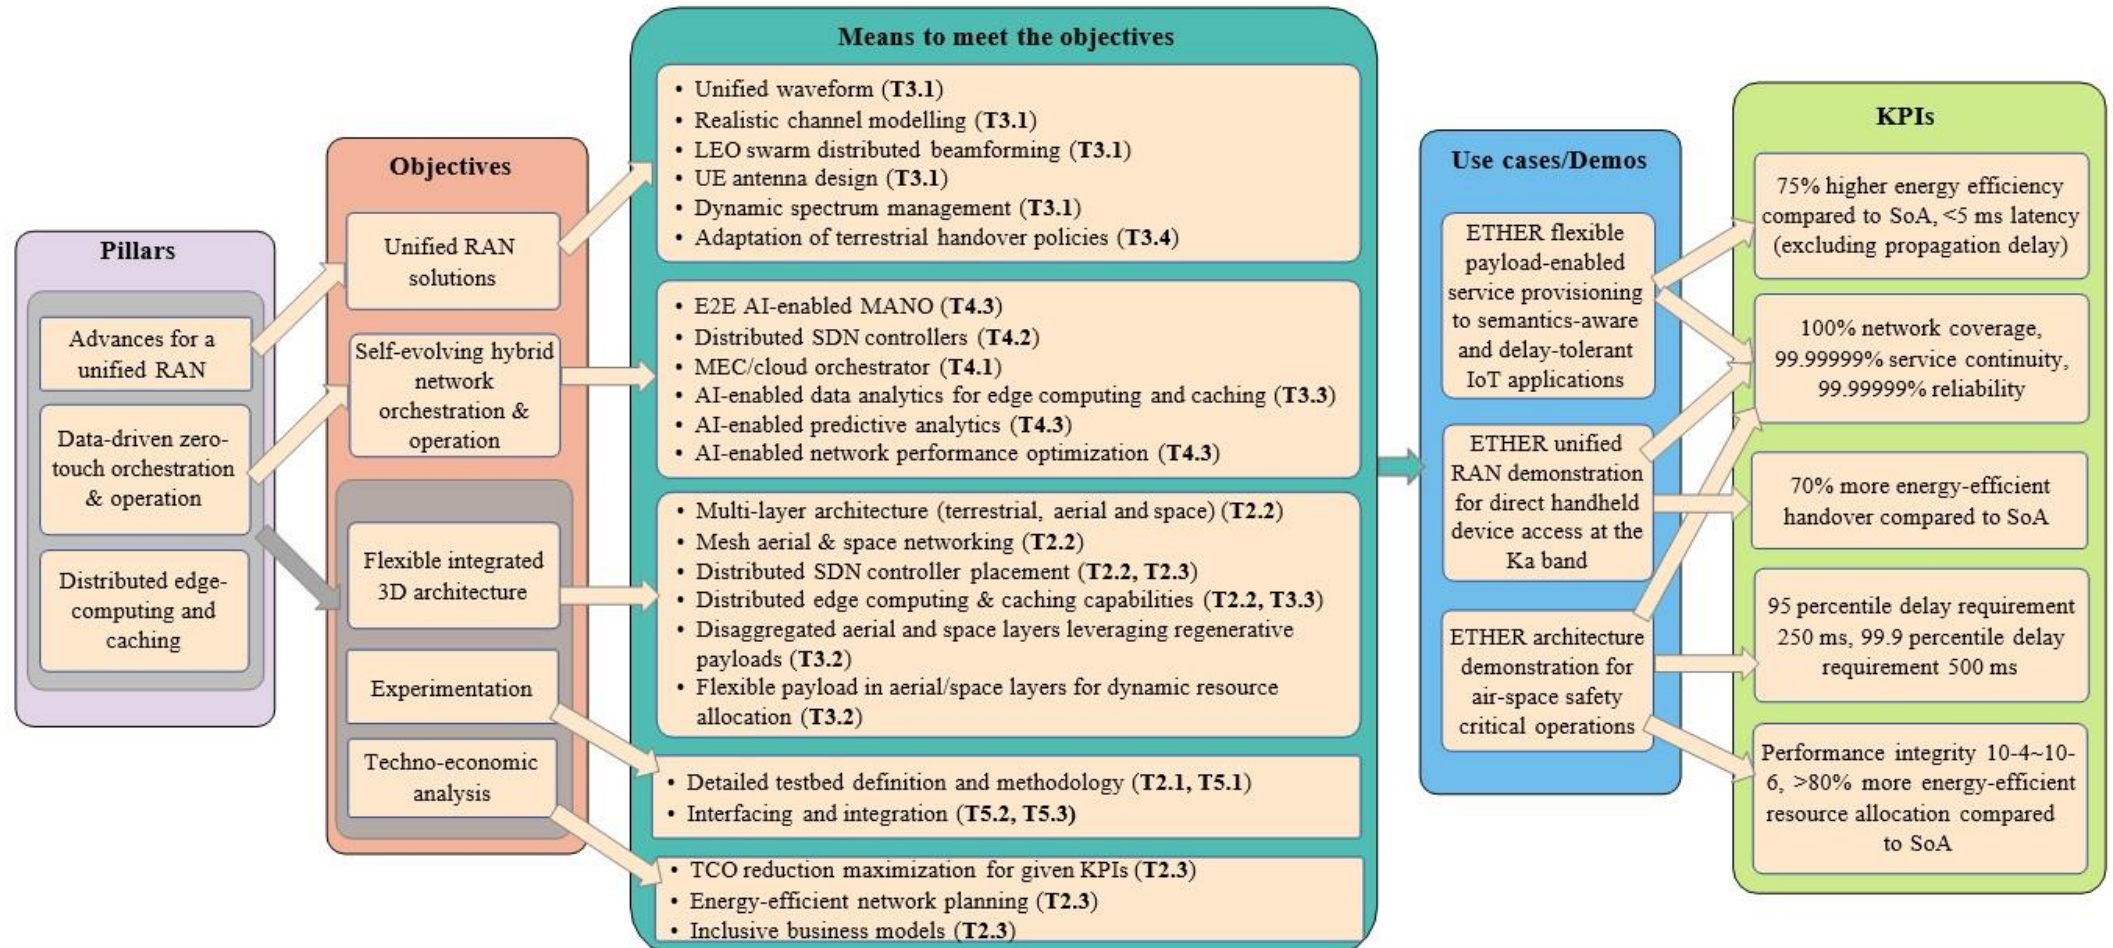 Pillars
Advances for a
unified RAN
Data-driven zero-
touch orchestration
& operation
Distributed edge-
computing and
caching
Objectives
Unified RAN
solutions
Self-evolving hybrid
network
orchestration &
operation
Flexible integrated
3D architecture
Experimentation
Techno-economic
analysis
Means to meet the objectives
• Unified waveform (T3.1)
• Realistic channel modelling (T3.1)
• LEO swarm distributed beamforming (T3.1)
• UE antenna design (T3.1)
• Dynamic spectrum management (T3.1)
• Adaptation of terrestrial handover policies (T3.4)
• E2E AI-enabled MANO (T4.3)
• Distributed SDN controllers (T4.2)
• MEC/cloud orchestrator (T4.1)
• AI-enabled data analytics for edge computing and caching (T3.3)
• AI-enabled predictive analytics (T4.3)
• AI-enabled network performance optimization (T4.3)
• Multi-layer architecture (terrestrial, aerial and space) (T2.2)
• Mesh aerial & space networking (T2.2)
• Distributed SDN controller placement (T2.2, T2.3)
• Distributed edge computing & caching capabilities (T2.2, T3.3)
• Disaggregated aerial and space layers leveraging regenerative
payloads (T3.2)
• Flexible payload in aerial/space layers for dynamic resource
allocation (T3.2)
• Detailed testbed definition and methodology (T2.1, T5.1)
• Interfacing and integration (T5.2, T5.3)
• TCO reduction maximization for given KPIs (T2.3)
• Energy-efficient network planning (T2.3)
• Inclusive business models (T2.3)
Use cases/Demos
ETHER flexible
payload-enabled
service provisioning
to semantics-aware
and delay-tolerant
IoT applications
ETHER unified
RAN demonstration
for direct handheld
device access at the
Ka band
ETHER architecture
demonstration for
air-space safety
critical operations
KPIs
75% higher energy efficiency
compared to SoA, <5 ms latency
(excluding propagation delay)
100% network coverage,
99.99999% service continuity,
99.99999% reliability
70% more energy-efficient
handover compared to SoA
95 percentile delay requirement
250 ms, 99.9 percentile delay
requirement 500 ms
Performance integrity 10-4~10-
6, >80% more energy-efficient
resource allocation compared
to SoA